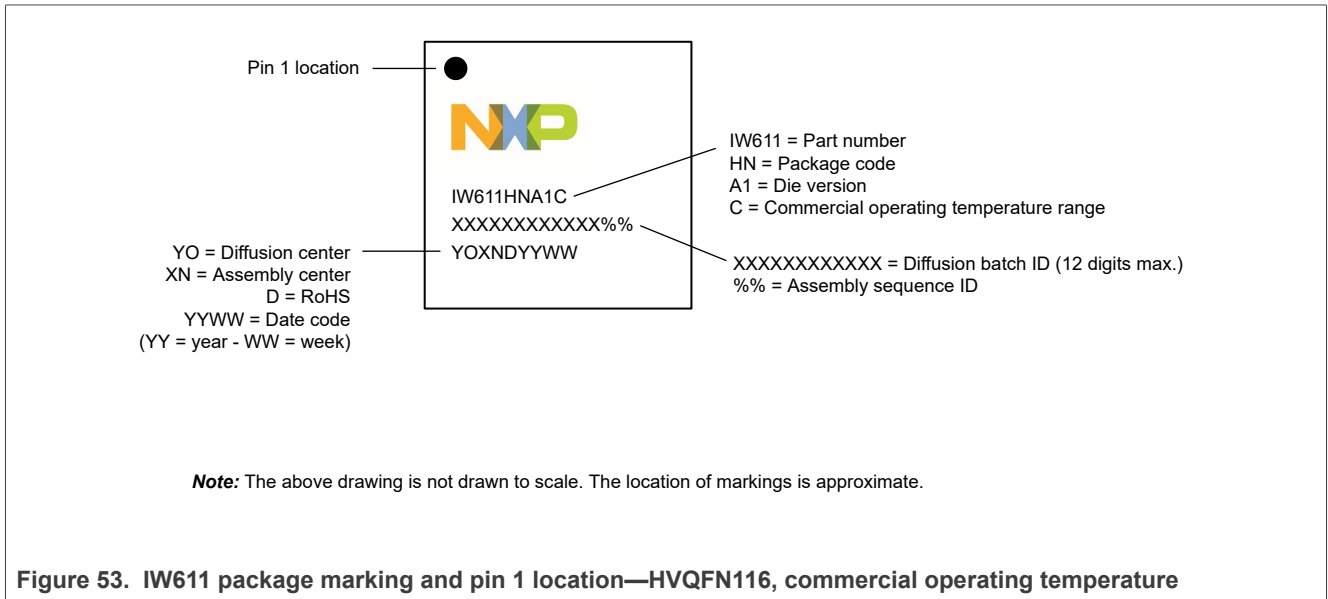 Pin 1 location
NXP
IW611HNA1C
XXXXXXXXXXXX%%
YOXNDYYWW
IW611 = Part number
HN = Package code
A1 = Die version
C = Commercial operating temperature range
XXXXXXXXXXXX = Diffusion batch ID (12 digits max.)
%% = Assembly sequence ID
YO = Diffusion center
XN = Assembly center
D = RoHS
YYWW = Date code
(YY = year - WW = week)
Note: The above drawing is not drawn to scale. The location of markings is approximate.
Figure 53. IW611 package marking and pin 1 location—HVQFN116, commercial operating temperature